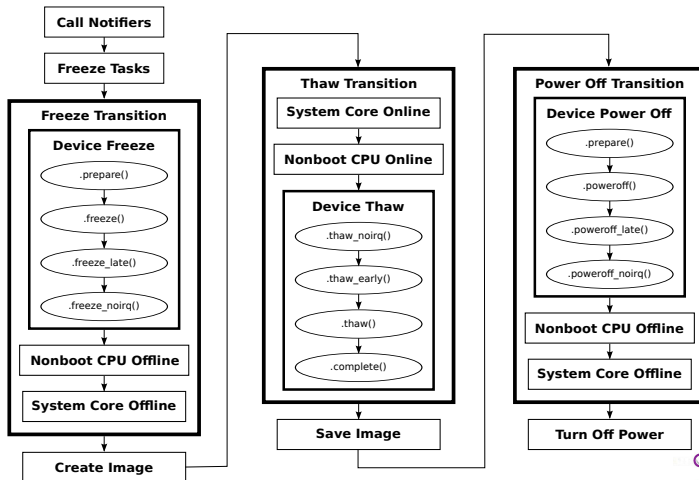 Call Notifiers
Freeze Tasks
Freeze Transition
Device Freeze
.prepare()
.freeze()
.freeze_late()
.freeze_noirq()
Nonboot CPU Offline
System Core Offline
Create Image
Thaw Transition
System Core Online
Nonboot CPU Online
Device Thaw
.thaw_noirq()
.thaw_early()
.thaw()
.complete()
Save Image
Power Off Transition
Device Power Off
.prepare()
.poweroff()
.poweroff_late()
.poweroff_noirq()
Nonboot CPU Offline
System Core Offline
Turn Off Power